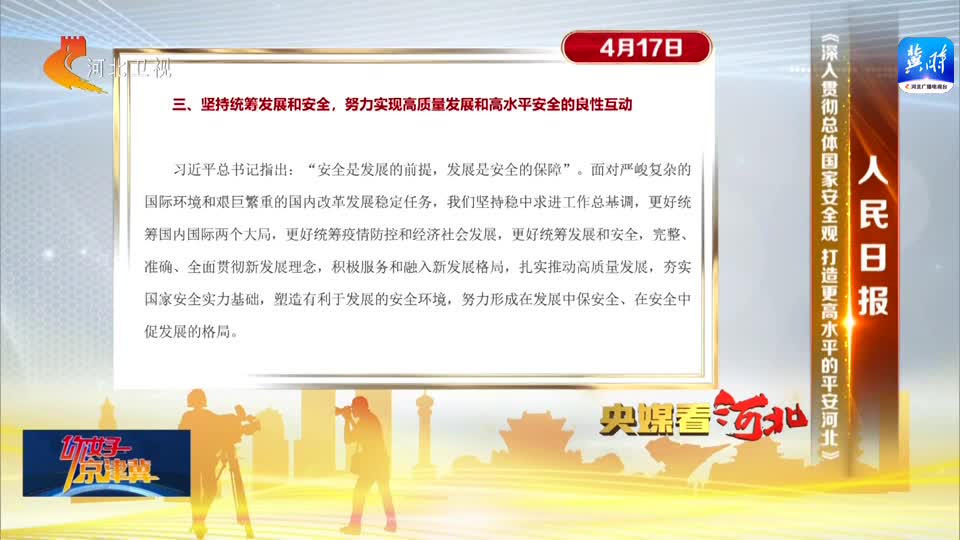 河北卫视
4月17日
冀时
河北广播电视台
三、坚持统筹发展和安全，努力实现高质量发展和高水平安全的良性互动
习近平总书记指出：“安全是发展的前提，发展是安全的保障”。面对严峻复杂的
国际环境和艰巨繁重的国内改革发展稳定任务，我们坚持稳中求进工作总基调，更好统
筹国内国际两个大局，更好统筹疫情防控和经济社会发展，更好统筹发展和安全，完整、
准确、全面贯彻新发展理念，积极服务和融入新发展格局，扎实推动高质量发展，夯实
国家安全实力基础，塑造有利于发展的安全环境，努力形成在发展中保安全、在安全中
促发展的格局。
人民日报
《深入贯彻总体国家安全观 打造更高水平的平安河北》
央媒看河北
你好京津冀